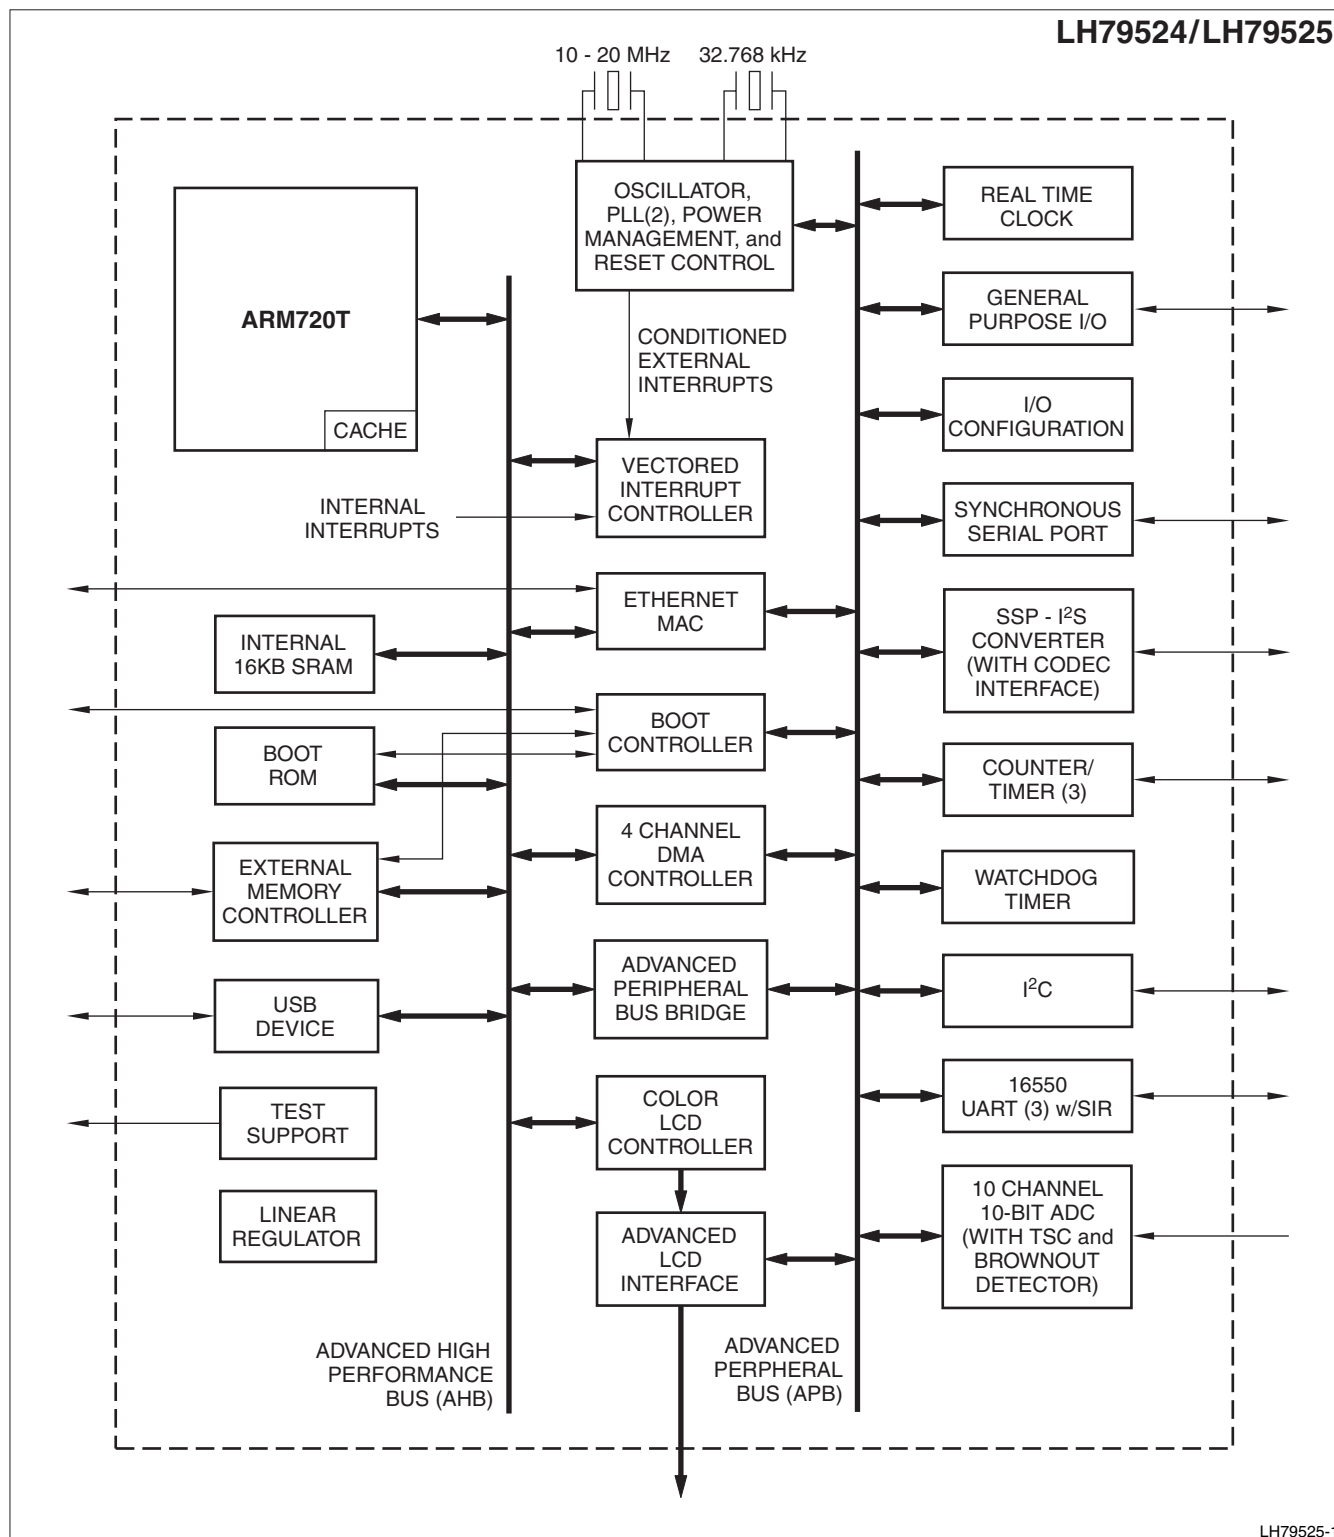 LH79524/LH79525
10 - 20 MHz
32.768 kHz
OSCILLATOR,
PLL(2), POWER
MANAGEMENT, and
RESET CONTROL
REAL TIME
CLOCK
ARM720T
CACHE
GENERAL
PURPOSE I/O
CONDITIONED
EXTERNAL
INTERRUPTS
I/O
CONFIGURATION
VECTORED
INTERRUPT
CONTROLLER
INTERNAL
INTERRUPTS
SYNCHRONOUS
SERIAL PORT
ETHERNET
MAC
INTERNAL
16KB SRAM
SSP - I²S
CONVERTER
(WITH CODEC
INTERFACE)
BOOT
CONTROLLER
BOOT
ROM
COUNTER/
TIMER (3)
4 CHANNEL
DMA
CONTROLLER
EXTERNAL
MEMORY
CONTROLLER
WATCHDOG
TIMER
ADVANCED
PERIPHERAL
BUS BRIDGE
I²C
USB
DEVICE
COLOR
LCD
CONTROLLER
16550
UART (3) w/SIR
TEST
SUPPORT
LINEAR
REGULATOR
ADVANCED
LCD
INTERFACE
10 CHANNEL
10-BIT ADC
(WITH TSC and
BROWNOUT
DETECTOR)
ADVANCED HIGH
PERFORMANCE
BUS (AHB)
ADVANCED
PERPHERAL
BUS (APB)
LH79525-1